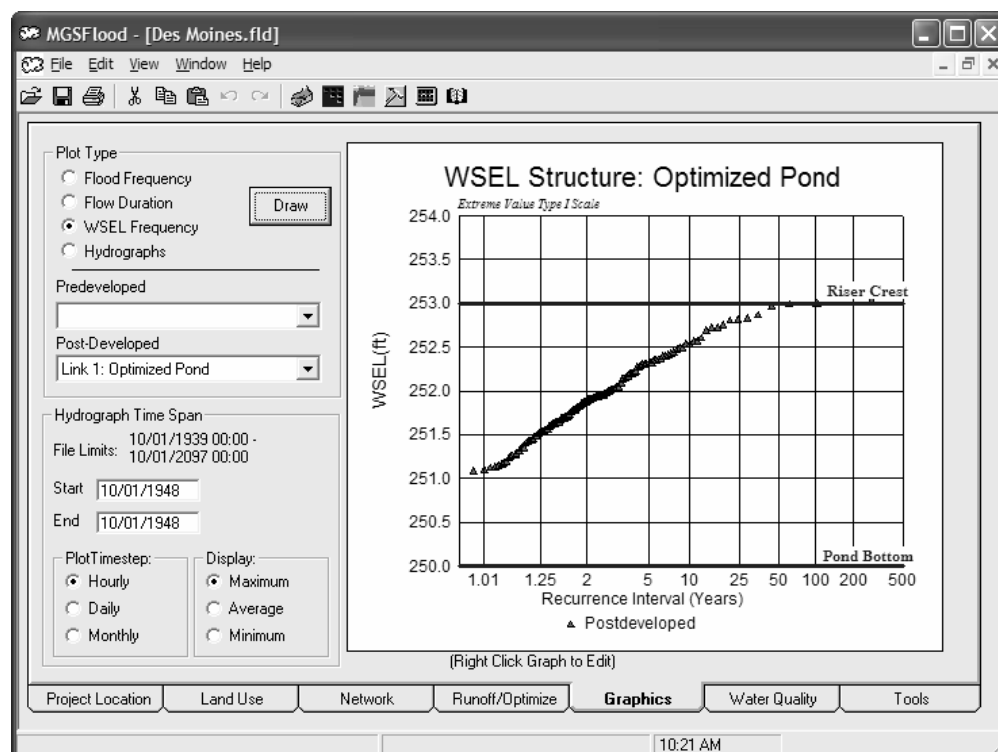 MGSFlood - [Des Moines.fld]
File Edit View Window Help
Plot Type
Flood Frequency
Flow Duration
WSEL Frequency
Hydrographs
Draw
Predeveloped
Post-Developed
Link 1: Optimized Pond
Hydrograph Time Span
File Limits: 10/01/1939 00:00 -
10/01/2097 00:00
Start 10/01/1948
End 10/01/1948
PlotTimestep:
Hourly
Daily
Monthly
Display:
Maximum
Average
Minimum
WSEL Structure: Optimized Pond
Extreme Value Type I Scale
254.0
253.5
253.0
252.5
252.0
251.5
251.0
250.5
250.0
WSEL(ft)
Riser Crest
Pond Bottom
1.01 1.25 2 5 10 25 50 100 200 500
Recurrence Interval (Years)
Postdeveloped
(Right Click Graph to Edit)
Project Location Land Use Network Runoff/Optimize Graphics Water Quality Tools
10:21 AM